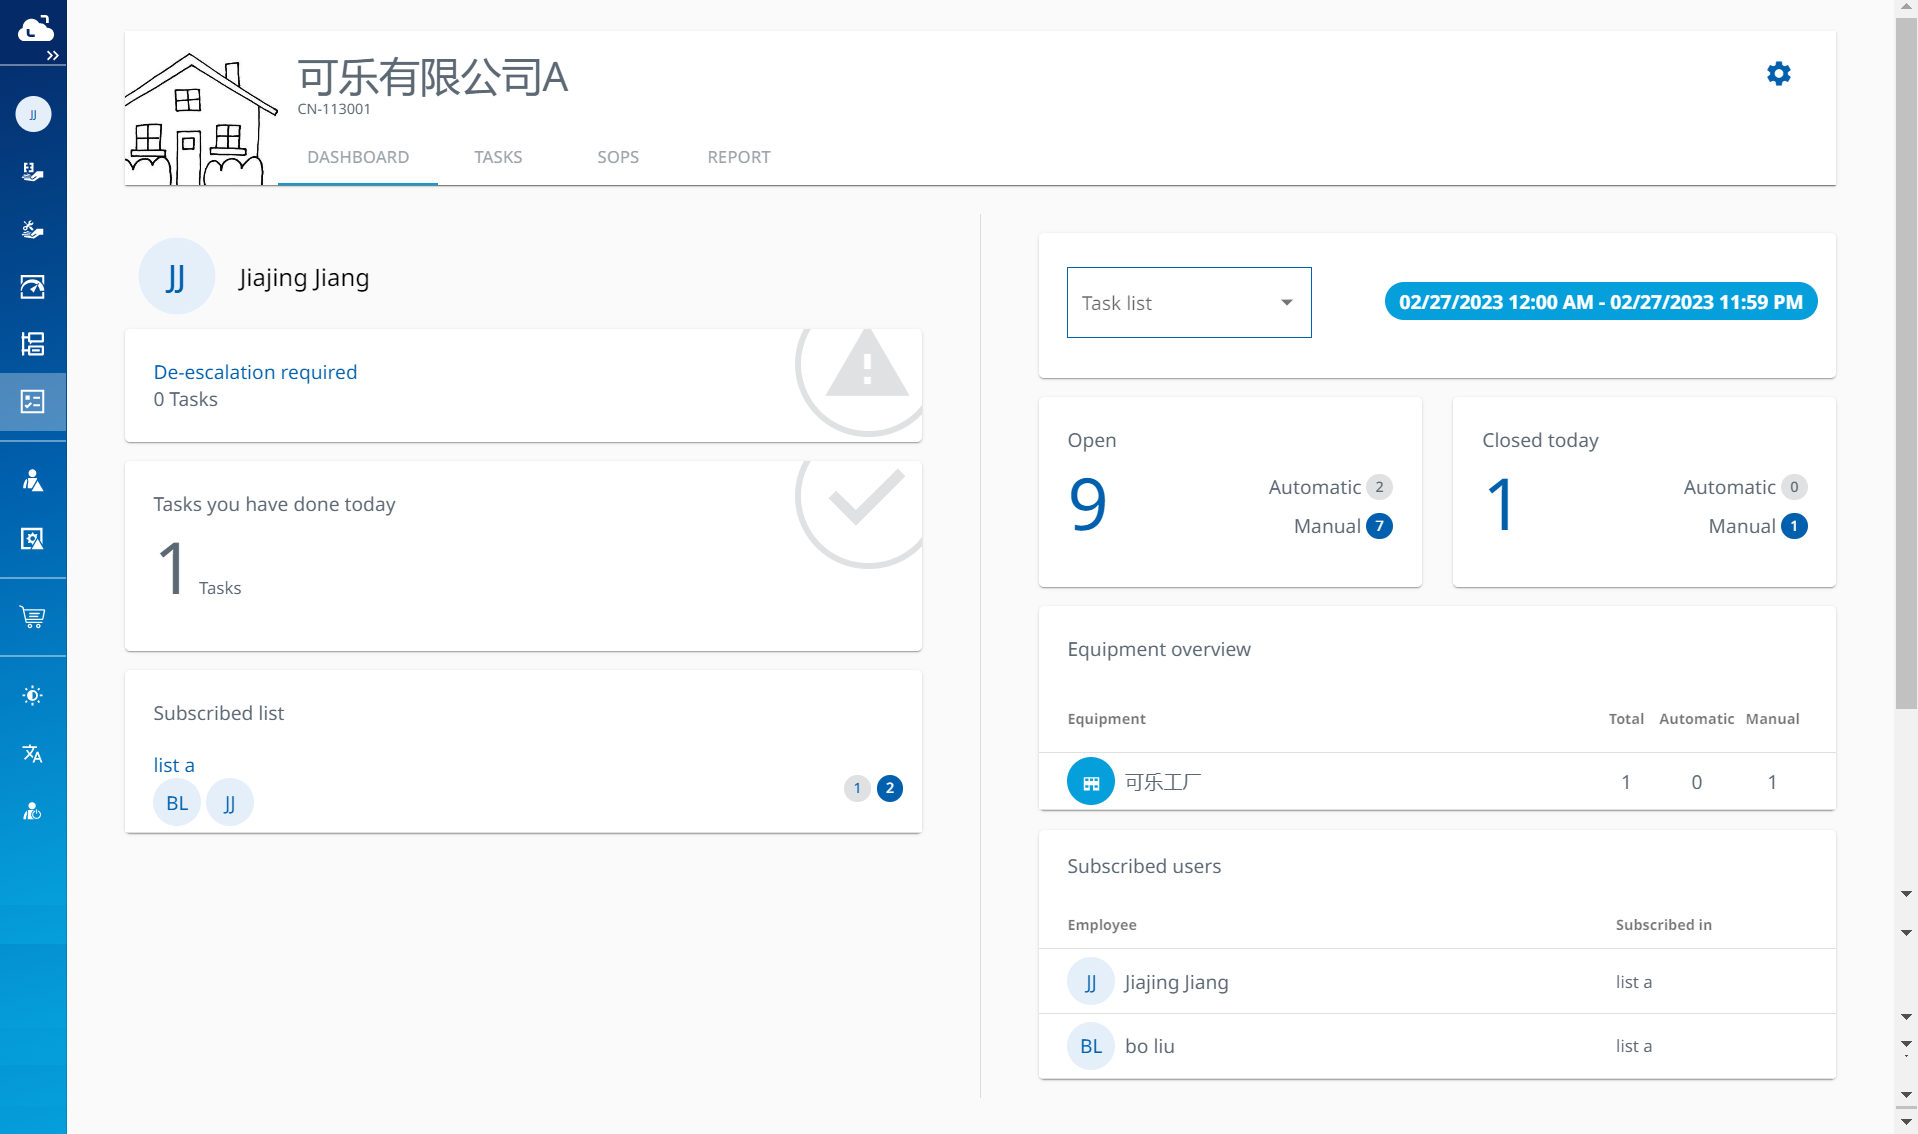 JJ
可乐有限公司A
CN-113001
DASHBOARD TASKS SOPS REPORT
JJ Jiajing Jiang
De-escalation required
0 Tasks
Tasks you have done today
1 Tasks
Subscribed list
list a
BL JJ 1 2
Task list 02/27/2023 12:00 AM - 02/27/2023 11:59 PM
Open
9
Automatic 2
Manual 7
Closed today
1
Automatic 0
Manual 1
Equipment overview
Equipment Total Automatic Manual
可乐工厂 1 0 1
Subscribed users
Employee Subscribed in
JJ Jiajing Jiang list a
BL bo liu list a